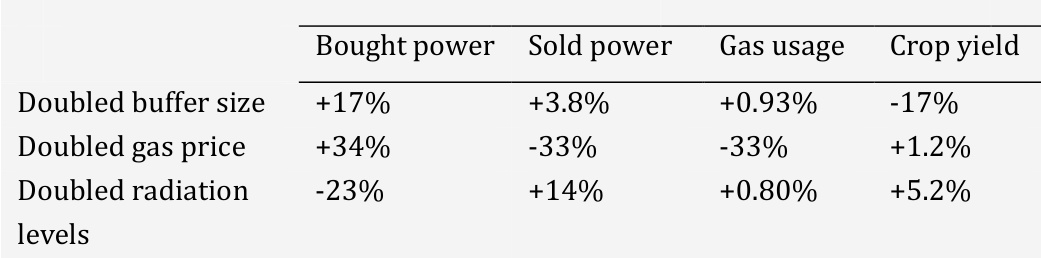 Bought power Sold power Gas usage Crop yield
Doubled buffer size +17% +3.8% +0.93% -17%
Doubled gas price +34% -33% -33% +1.2%
Doubled radiation -23% +14% +0.80% +5.2%
levels